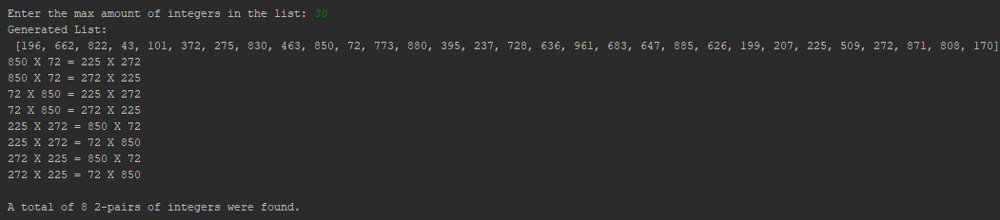 Enter the max amount of integers in the list: 30
Generated List:
[196, 662, 822, 43, 101, 372, 275, 830, 463, 850, 72, 773, 880, 395, 237, 728, 636, 961, 683, 647, 885, 626, 199, 207, 225, 509, 272, 871, 808, 170]
850 X 72 = 225 X 272
850 X 72 = 272 X 225
72 X 850 = 225 X 272
72 X 850 = 272 X 225
225 X 272 = 850 X 72
225 X 272 = 72 X 850
272 X 225 = 850 X 72
272 X 225 = 72 X 850
A total of 8 2-pairs of integers were found.